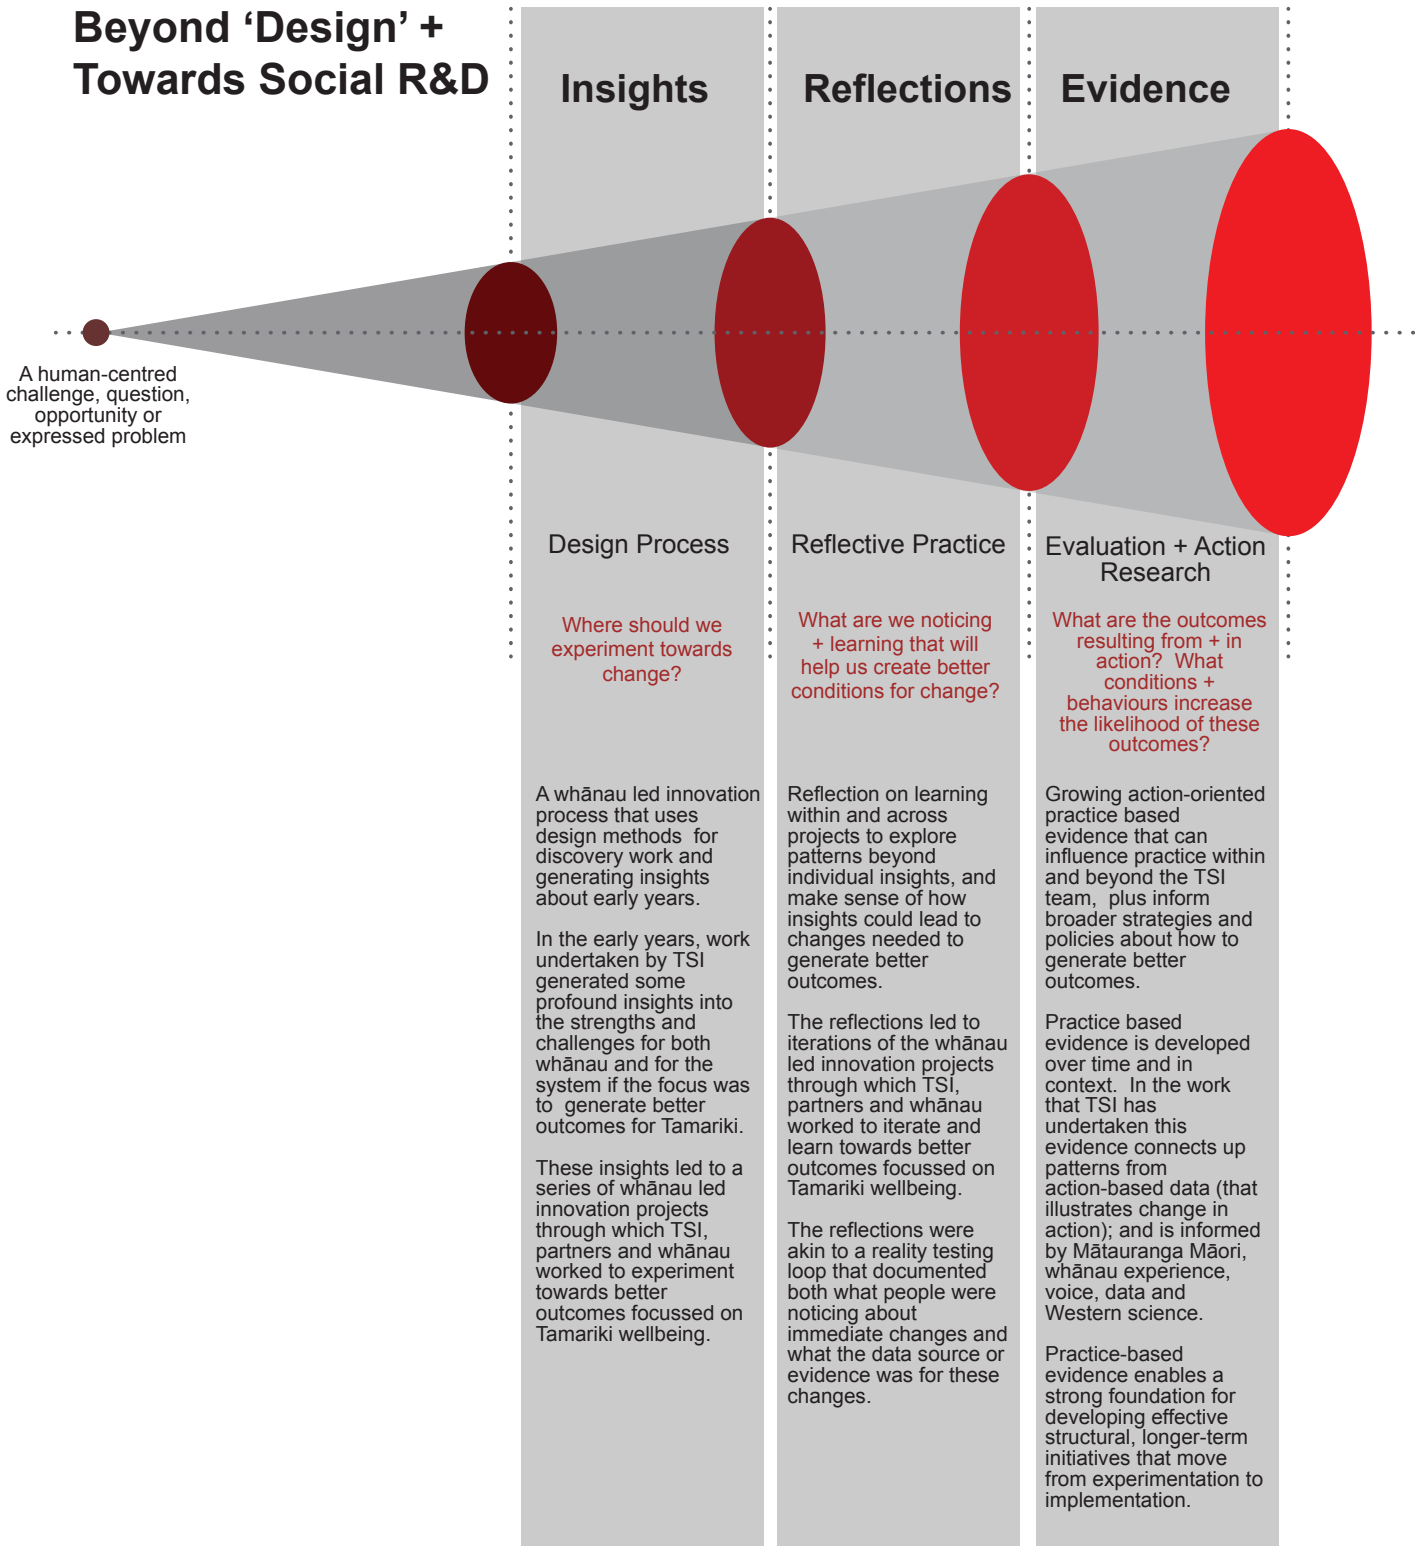 Beyond ‘Design’ +
Towards Social R&D
Insights
Reflections
Evidence
A human-centred
challenge, question,
opportunity or
expressed problem
Design Process
Where should we
experiment towards
change?
A whānau led innovation
process that uses
design methods for
discovery work and
generating insights
about early years.
In the early years, work
undertaken by TSI
generated some
profound insights into
the strengths and
challenges for both
whānau and for the
system if the focus was
to generate better
outcomes for Tamariki.
These insights led to a
series of whānau led
innovation projects
through which TSI,
partners and whānau
worked to experiment
towards better
outcomes focussed on
Tamariki wellbeing.
Reflective Practice
What are we noticing
+ learning that will
help us create better
conditions for change?
Reflection on learning
within and across
projects to explore
patterns beyond
individual insights, and
make sense of how
insights could lead to
changes needed to
generate better
outcomes.
The reflections led to
iterations of the whānau
led innovation projects
through which TSI,
partners and whānau
worked to iterate and
learn towards better
outcomes focussed on
Tamariki wellbeing.
The reflections were
akin to a reality testing
loop that documented
both what people were
noticing about
immediate changes and
what the data source or
evidence was for these
changes.
Evaluation + Action
Research
What are the outcomes
resulting from + in
action? What
conditions +
behaviours increase
the likelihood of these
outcomes?
Growing action-oriented
practice based
evidence that can
influence practice within
and beyond the TSI
team, plus inform
broader strategies and
policies about how to
generate better
outcomes.
Practice based
evidence is developed
over time and in
context. In the work
that TSI has
undertaken this
evidence connects up
patterns from
action-based data (that
illustrates change in
action); and is informed
by Mātauranga Māori,
whānau experience,
voice, data and
Western science.
Practice-based
evidence enables a
strong foundation for
developing effective
structural, longer-term
initiatives that move
from experimentation to
implementation.